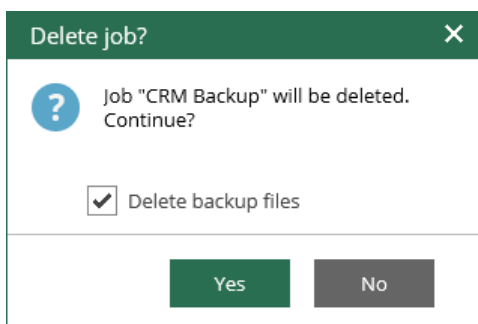 Delete job?
Job "CRM Backup" will be deleted.
Continue?
Delete backup files
Yes
No